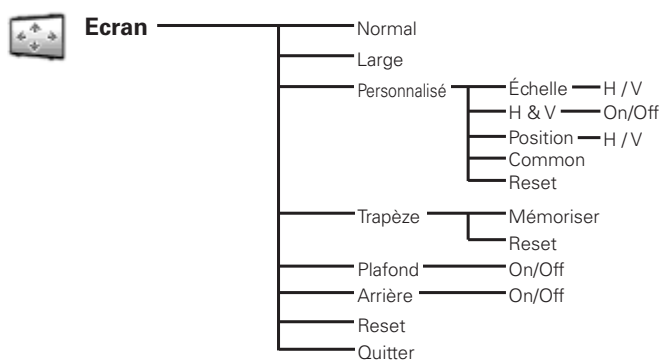 Ecran
Normal
Large
Personnalisé
Échelle H / V
H & V On/Off
Position H / V
Common
Reset
Trapèze Mémoriser
Reset
Plafond On/Off
Arrière On/Off
Reset
Quitter